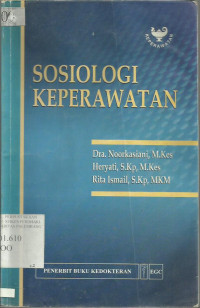 SOSIOLOGI
KEPERAWATAN
Dra. Noorkasiani, M.Kes
Heryati, S.Kp, M.Kes
Rita Ismail, S.Kp, MKM
PENERBIT BUKU KEDOKTERAN
EGC